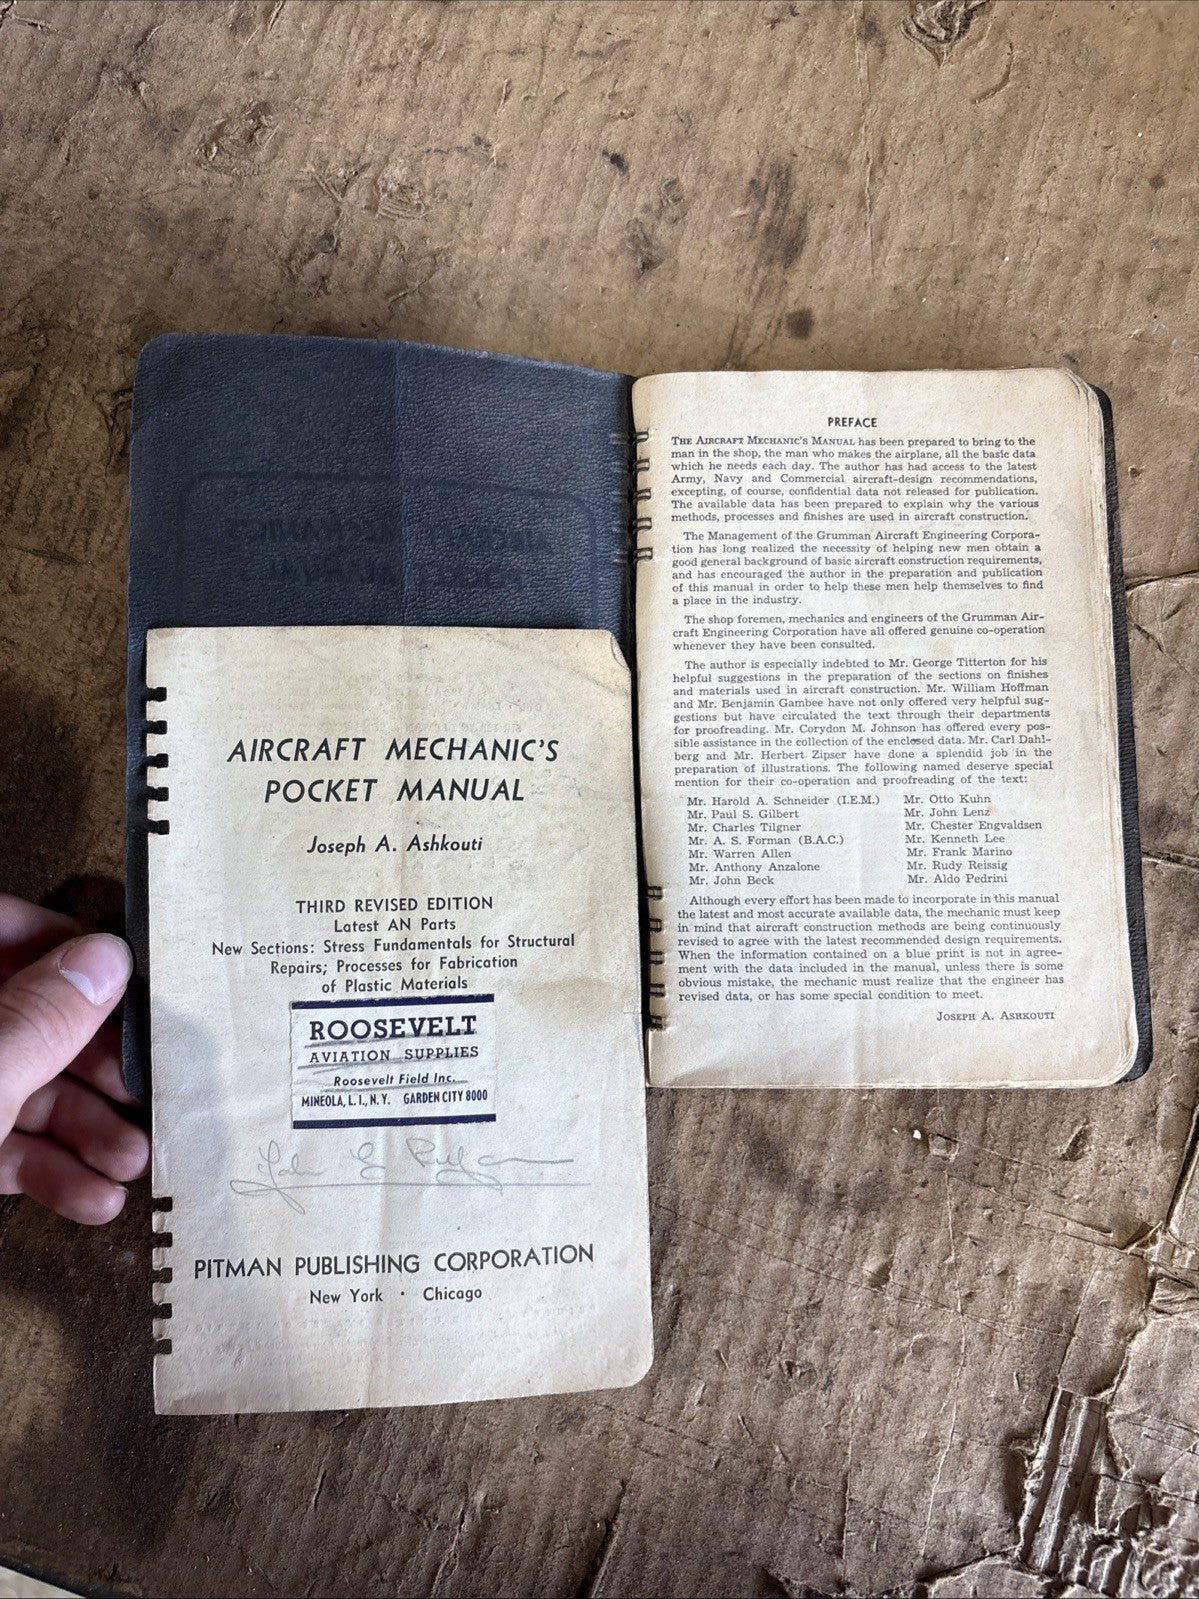 AIRCRAFT MECHANIC'S
POCKET MANUAL
Joseph A. Ashkouti
THIRD REVISED EDITION
Latest AN Parts
New Sections: Stress Fundamentals for Structural
Repairs; Processes for Fabrication
of Plastic Materials
ROOSEVELT
AVIATION SUPPLIES
Roosevelt Field Inc.
MINEOLA, L. I., N. Y. GARDEN CITY 8000
PITMAN PUBLISHING CORPORATION
New York · Chicago
PREFACE
THE AIRCRAFT MECHANIC'S MANUAL has been prepared to bring to the
man in the shop, the man who makes the airplane, all the basic data
which he needs each day. The author has had access to the latest
Army, Navy and Commercial aircraft-design recommendations,
excepting, of course, confidential data not released for publication.
The available data has been prepared to explain why the various
methods, processes and finishes are used in aircraft construction.
The Management of the Grumman Aircraft Engineering Corpora-
tion has long realized the necessity of helping new men obtain a
good general background of basic aircraft construction requirements,
and has encouraged the author in the preparation and publication
of this manual in order to help these men help themselves to find
a place in the industry.
The shop foremen, mechanics and engineers of the Grumman Air-
craft Engineering Corporation have all offered genuine co-operation
whenever they have been consulted.
The author is especially indebted to Mr. George Titterton for his
helpful suggestions in the preparation of the sections on finishes
and materials used in aircraft construction. Mr. William Hoffman
and Mr. Benjamin Gambee have not only offered very helpful sug-
gestions but have circulated the text through their departments
for proofreading. Mr. Corydon M. Johnson has offered every pos-
sible assistance in the collection of the enclosed data. Mr. Carl Dahl-
berg and Mr. Herbert Zipser have done a splendid job in the
preparation of illustrations. The following named deserve special
mention for their co-operation and proofreading of the text:
Mr. Harold A. Schneider (I.E.M.) Mr. Otto Kuhn
Mr. Paul S. Gilbert Mr. John Lenz
Mr. Charles Tilgner Mr. Chester Engvaldsen
Mr. A. S. Forman (B.A.C.) Mr. Kenneth Lee
Mr. Warren Allen Mr. Frank Marino
Mr. Anthony Anzalone Mr. Rudy Reissig
Mr. John Beck Mr. Aldo Pedrini
Although every effort has been made to incorporate in this manual
the latest and most accurate available data, the mechanic must keep
in mind that aircraft construction methods are being continuously
revised to agree with the latest recommended design requirements.
When the information contained on a blue print is not in agree-
ment with the data included in the manual, unless there is some
obvious mistake, the mechanic must realize that the engineer has
revised data, or has some special condition to meet.
JOSEPH A. ASHKOUTI